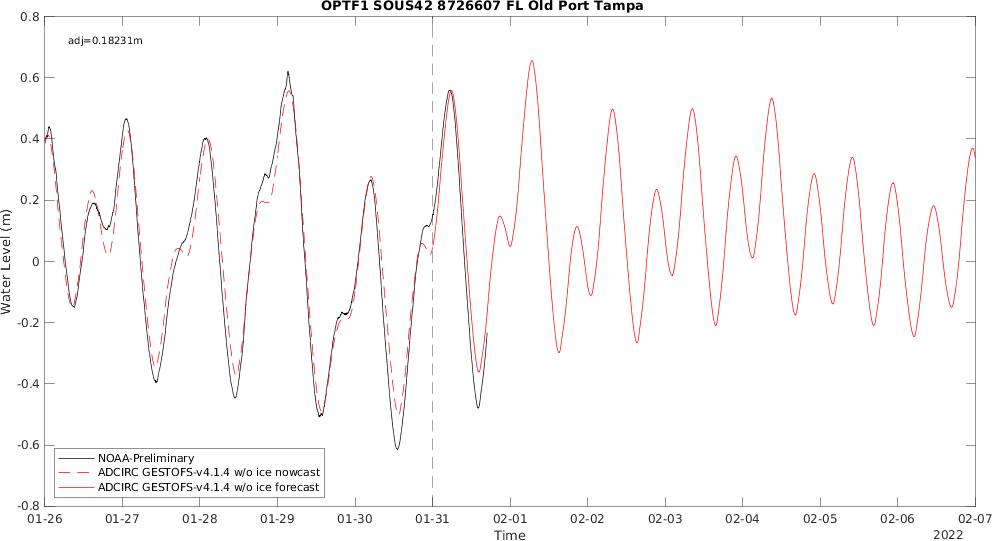 OPTF1 SOUS42 8726607 FL Old Port Tampa
adj=0.18231m
0.8
0.6
0.4
0.2
0
-0.2
-0.4
-0.6
-0.8
Water Level (m)
NOAA-Preliminary
ADCIRC GESTOFS-v4.1.4 w/o ice nowcast
ADCIRC GESTOFS-v4.1.4 w/o ice forecast
01-26 01-27 01-28 01-29 01-30 01-31 02-01 02-02 02-03 02-04 02-05 02-06 02-07
Time
2022